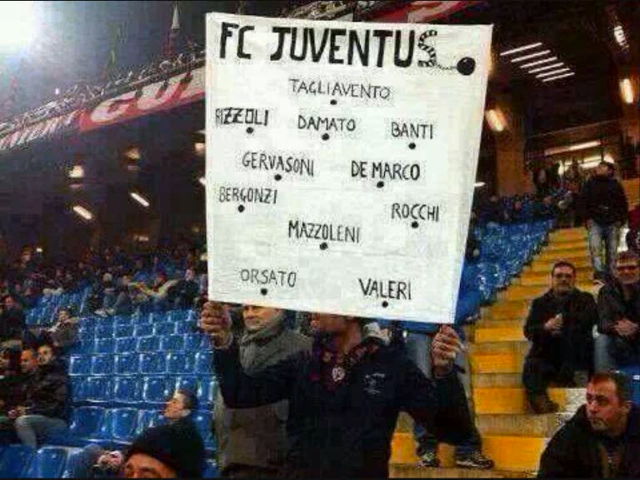 FC JUVENTUS
TAGLIAVENTO
RIZZOLI DAMATO BANTI
GERVASONI DE MARCO
BERGONZI
ROCCHI
MAZZOLENI
ORSATO VALERI